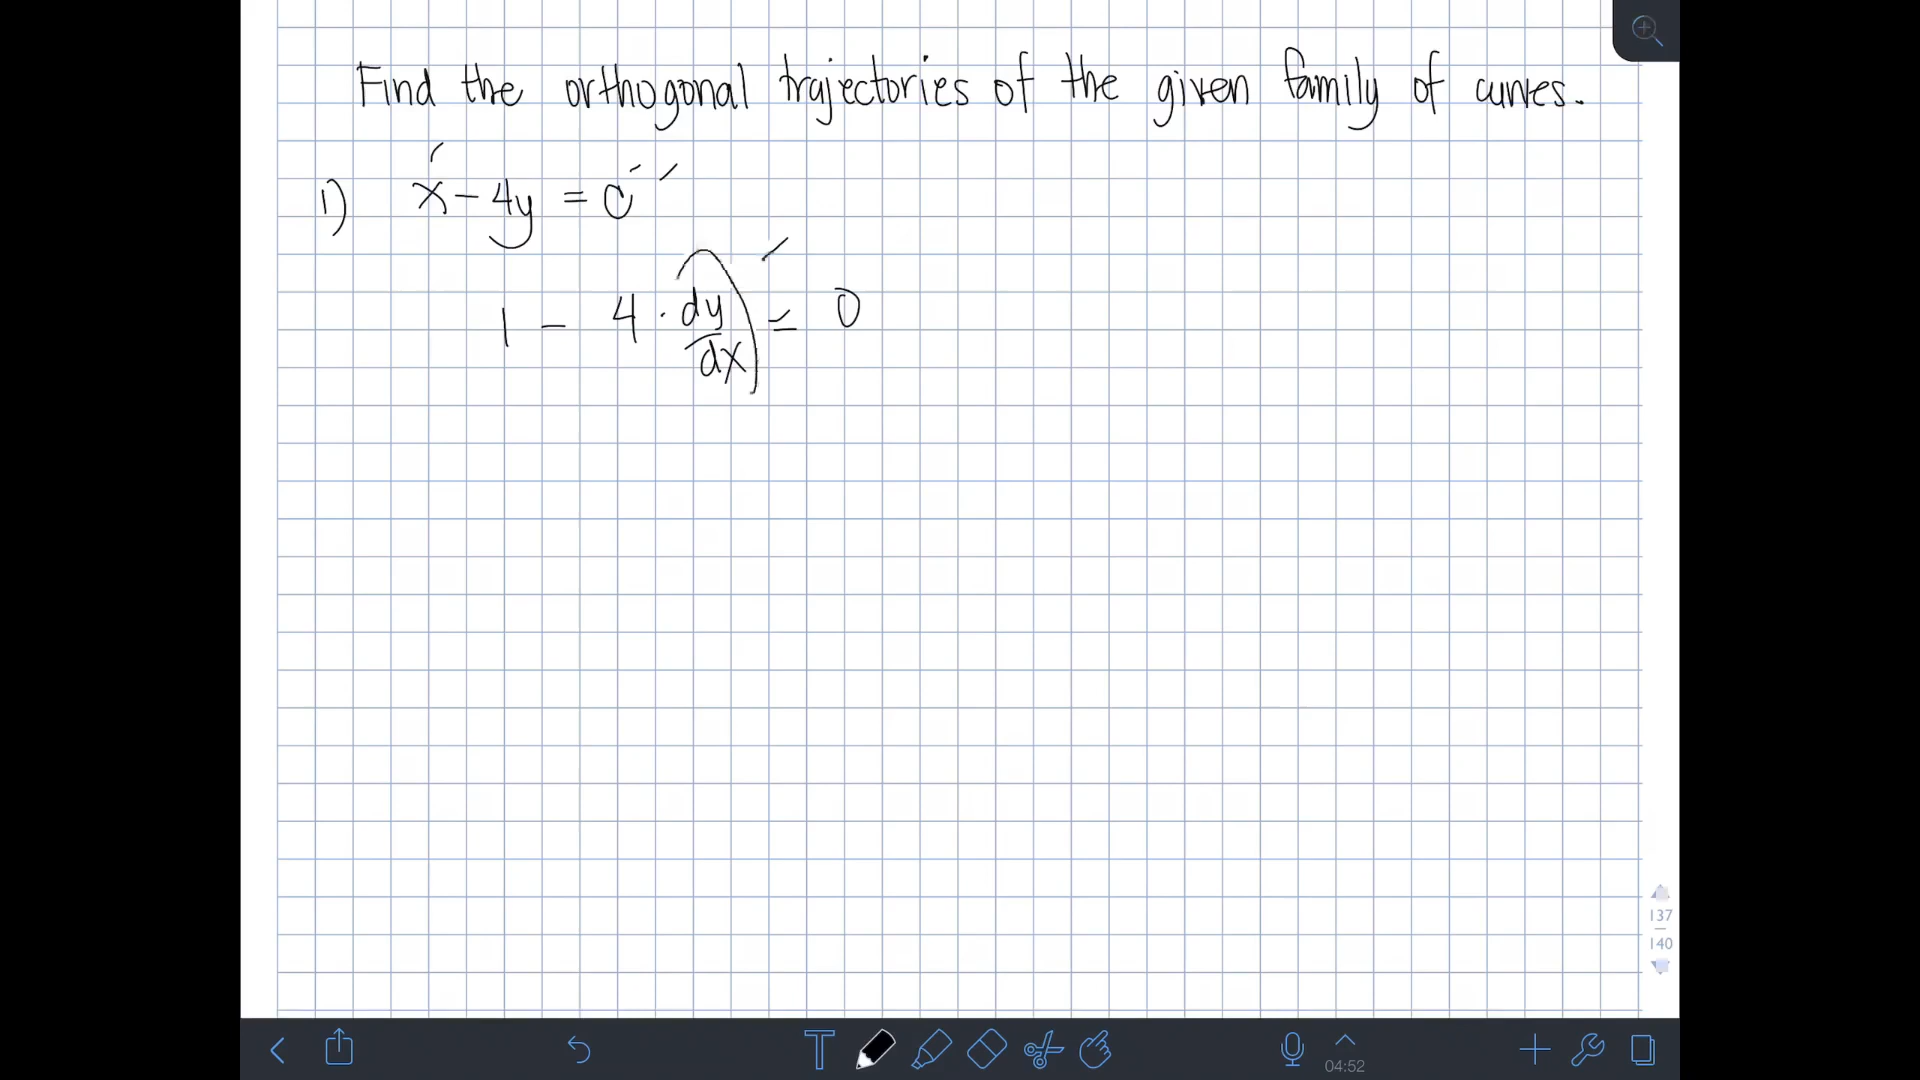 Find the orthogonal trajectories of the given family of curves.
1) x - 4y = c
1 - 4 · dy/dx = 0
137
140
04:52